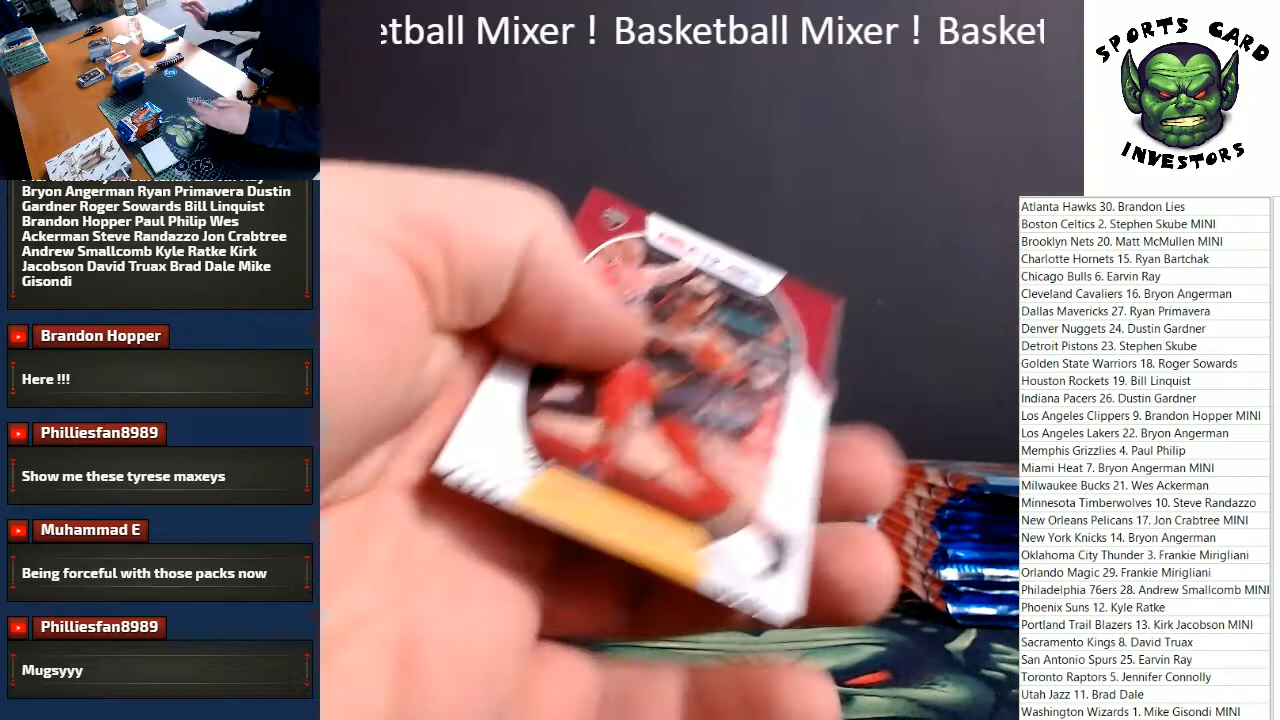 etball Mixer ! Basketball Mixer ! Basket
SPORTS CARD
INVESTORS
Bryon Angerman Ryan Primavera Dustin
Gardner Roger Sowards Bill Linquist
Brandon Hopper Paul Philip Wes
Ackerman Steve Randazzo Jon Crabtree
Andrew Smallcomb Kyle Ratke Kirk
Jacobson David Truax Brad Dale Mike
Gisondi
Brandon Hopper
Here !!!
Philliesfan8989
Show me these tyrese maxeys
Muhammad E
Being forceful with those packs now
Philliesfan8989
Mugsyyy
Atlanta Hawks 30. Brandon Lies
Boston Celtics 2. Stephen Skube MINI
Brooklyn Nets 20. Matt McMullen MINI
Charlotte Hornets 15. Ryan Bartchak
Chicago Bulls 6. Earvin Ray
Cleveland Cavaliers 16. Bryon Angerman
Dallas Mavericks 27. Ryan Primavera
Denver Nuggets 24. Dustin Gardner
Detroit Pistons 23. Stephen Skube
Golden State Warriors 18. Roger Sowards
Houston Rockets 19. Bill Linquist
Indiana Pacers 26. Dustin Gardner
Los Angeles Clippers 9. Brandon Hopper MINI
Los Angeles Lakers 22. Bryon Angerman
Memphis Grizzlies 4. Paul Philip
Miami Heat 7. Bryon Angerman MINI
Milwaukee Bucks 21. Wes Ackerman
Minnesota Timberwolves 10. Steve Randazzo
New Orleans Pelicans 17. Jon Crabtree MINI
New York Knicks 14. Bryon Angerman
Oklahoma City Thunder 3. Frankie Mirigliani
Orlando Magic 29. Frankie Mirigliani
Philadelphia 76ers 28. Andrew Smallcomb MINI
Phoenix Suns 12. Kyle Ratke
Portland Trail Blazers 13. Kirk Jacobson MINI
Sacramento Kings 8. David Truax
San Antonio Spurs 25. Earvin Ray
Toronto Raptors 5. Jennifer Connolly
Utah Jazz 11. Brad Dale
Washington Wizards 1. Mike Gisondi MINI